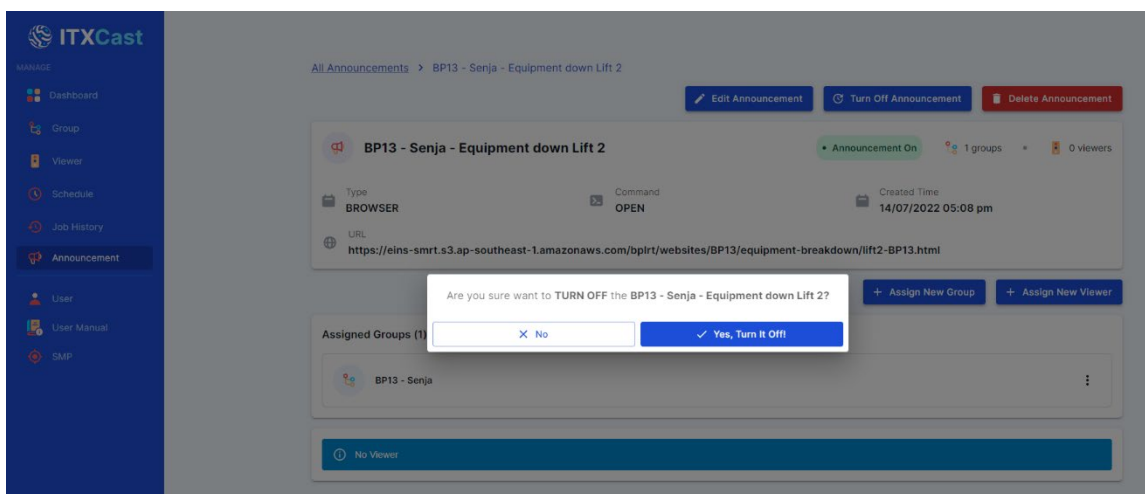 ITXCast
MANAGE
Dashboard
Group
Viewer
Schedule
Job History
Announcement
User
User Manual
SMP
All Announcements > BP13 - Senja - Equipment down Lift 2
Edit Announcement
Turn Off Announcement
Delete Announcement
BP13 - Senja - Equipment down Lift 2
• Announcement On
1 groups
•
0 viewers
Type
BROWSER
Command
OPEN
Created Time
14/07/2022 05:08 pm
URL
https://eins-smrt.s3.ap-southeast-1.amazonaws.com/bplrt/websites/BP13/equipment-breakdown/lift2-BP13.html
+ Assign New Group
+ Assign New Viewer
Are you sure want to TURN OFF the BP13 - Senja - Equipment down Lift 2?
No
Yes, Turn It Off!
Assigned Groups (1)
BP13 - Senja
No Viewer